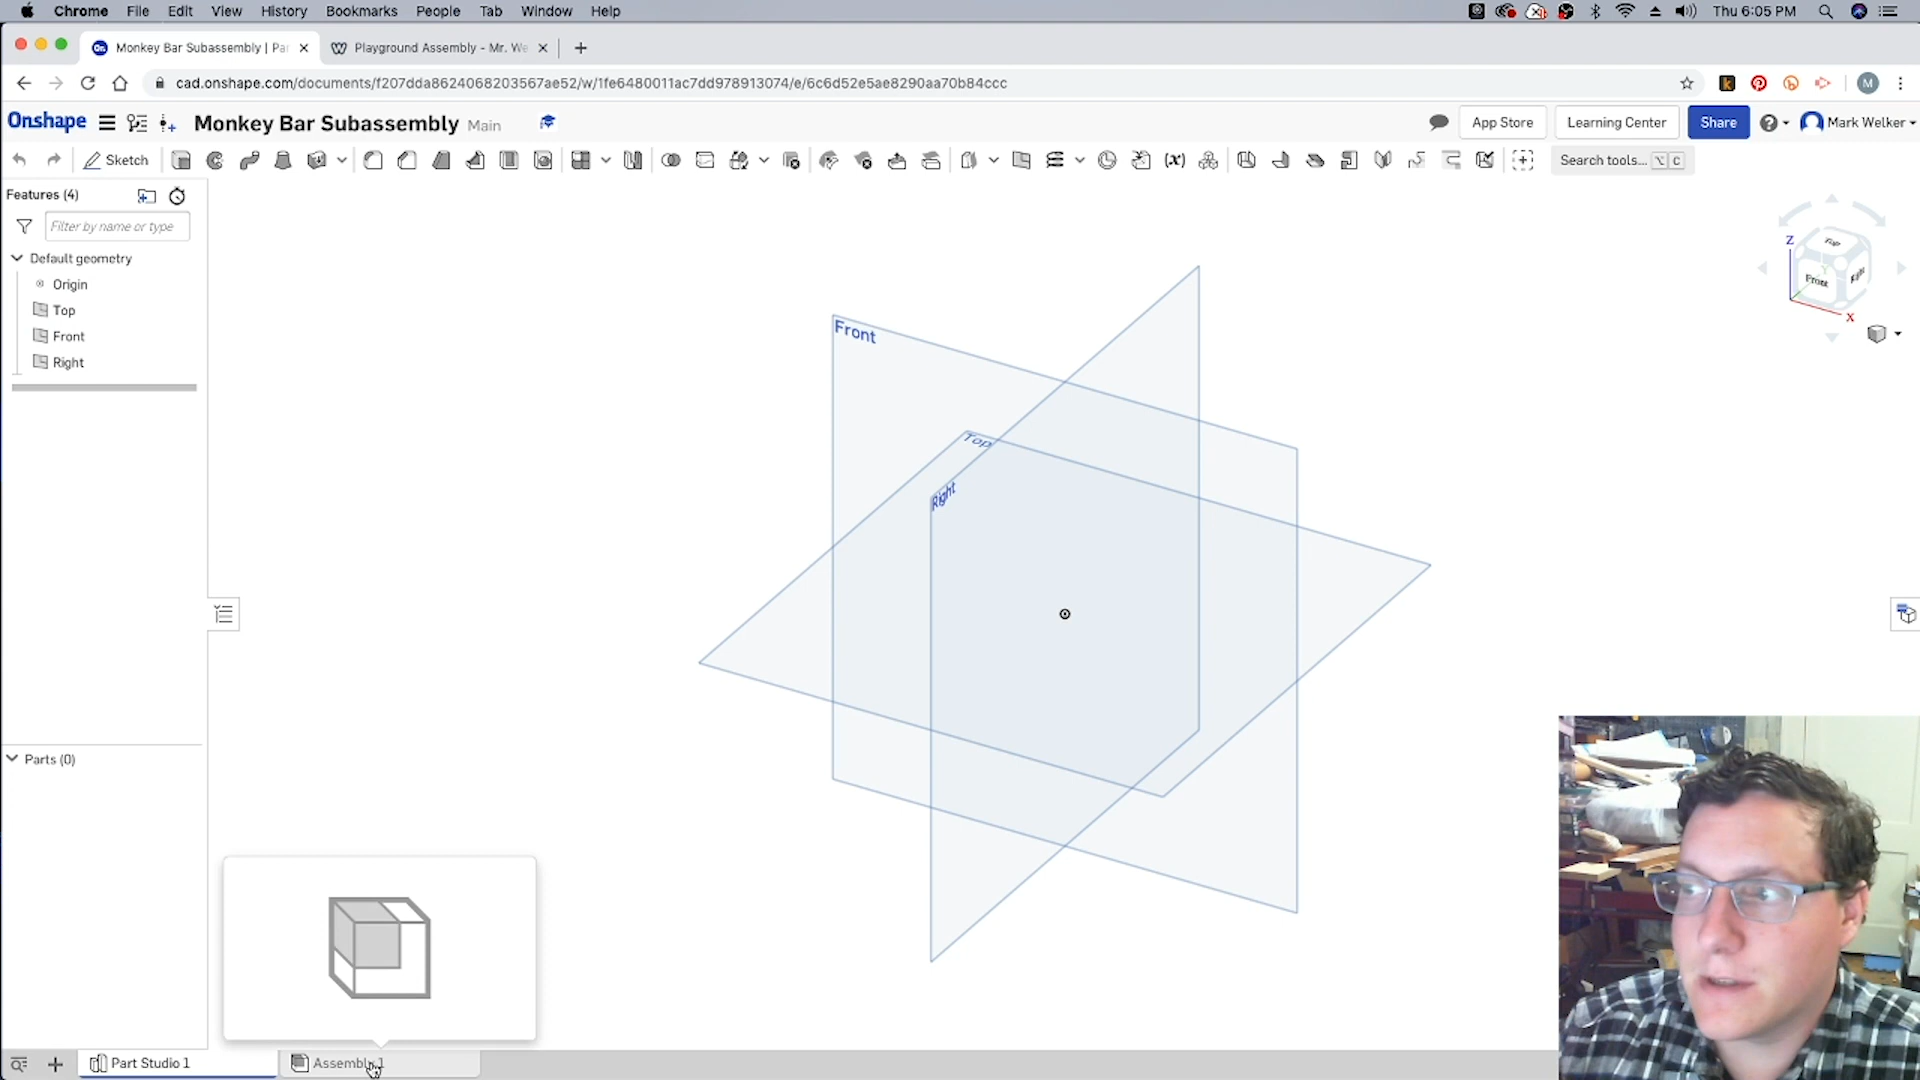 Chrome File Edit View History Bookmarks People Tab Window Help
Thu 6:05 PM
Monkey Bar Subassembly | Pa
Playground Assembly - Mr. We
cad.onshape.com/documents/f207dda8624068203567ae52/w/1fe6480011ac7dd978913074/e/6c6d52e5ae8290aa70b84ccc
M
Onshape Monkey Bar Subassembly Main
App Store Learning Center Share Mark Welker
Sketch
Search tools... ⌥ C
Features (4)
Filter by name or type
Default geometry
Origin
Top
Front
Right
Parts (0)
Front
Top
Right
Z
Top
Front
Right
X
Part Studio 1
Assembly 1